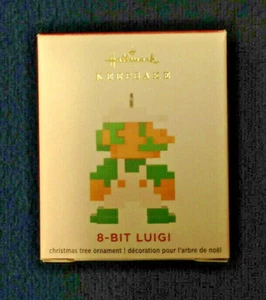 Hallmark
KEEPSAKE
8-BIT LUIGI
christmas tree ornament | décoration pour l'arbre de noël